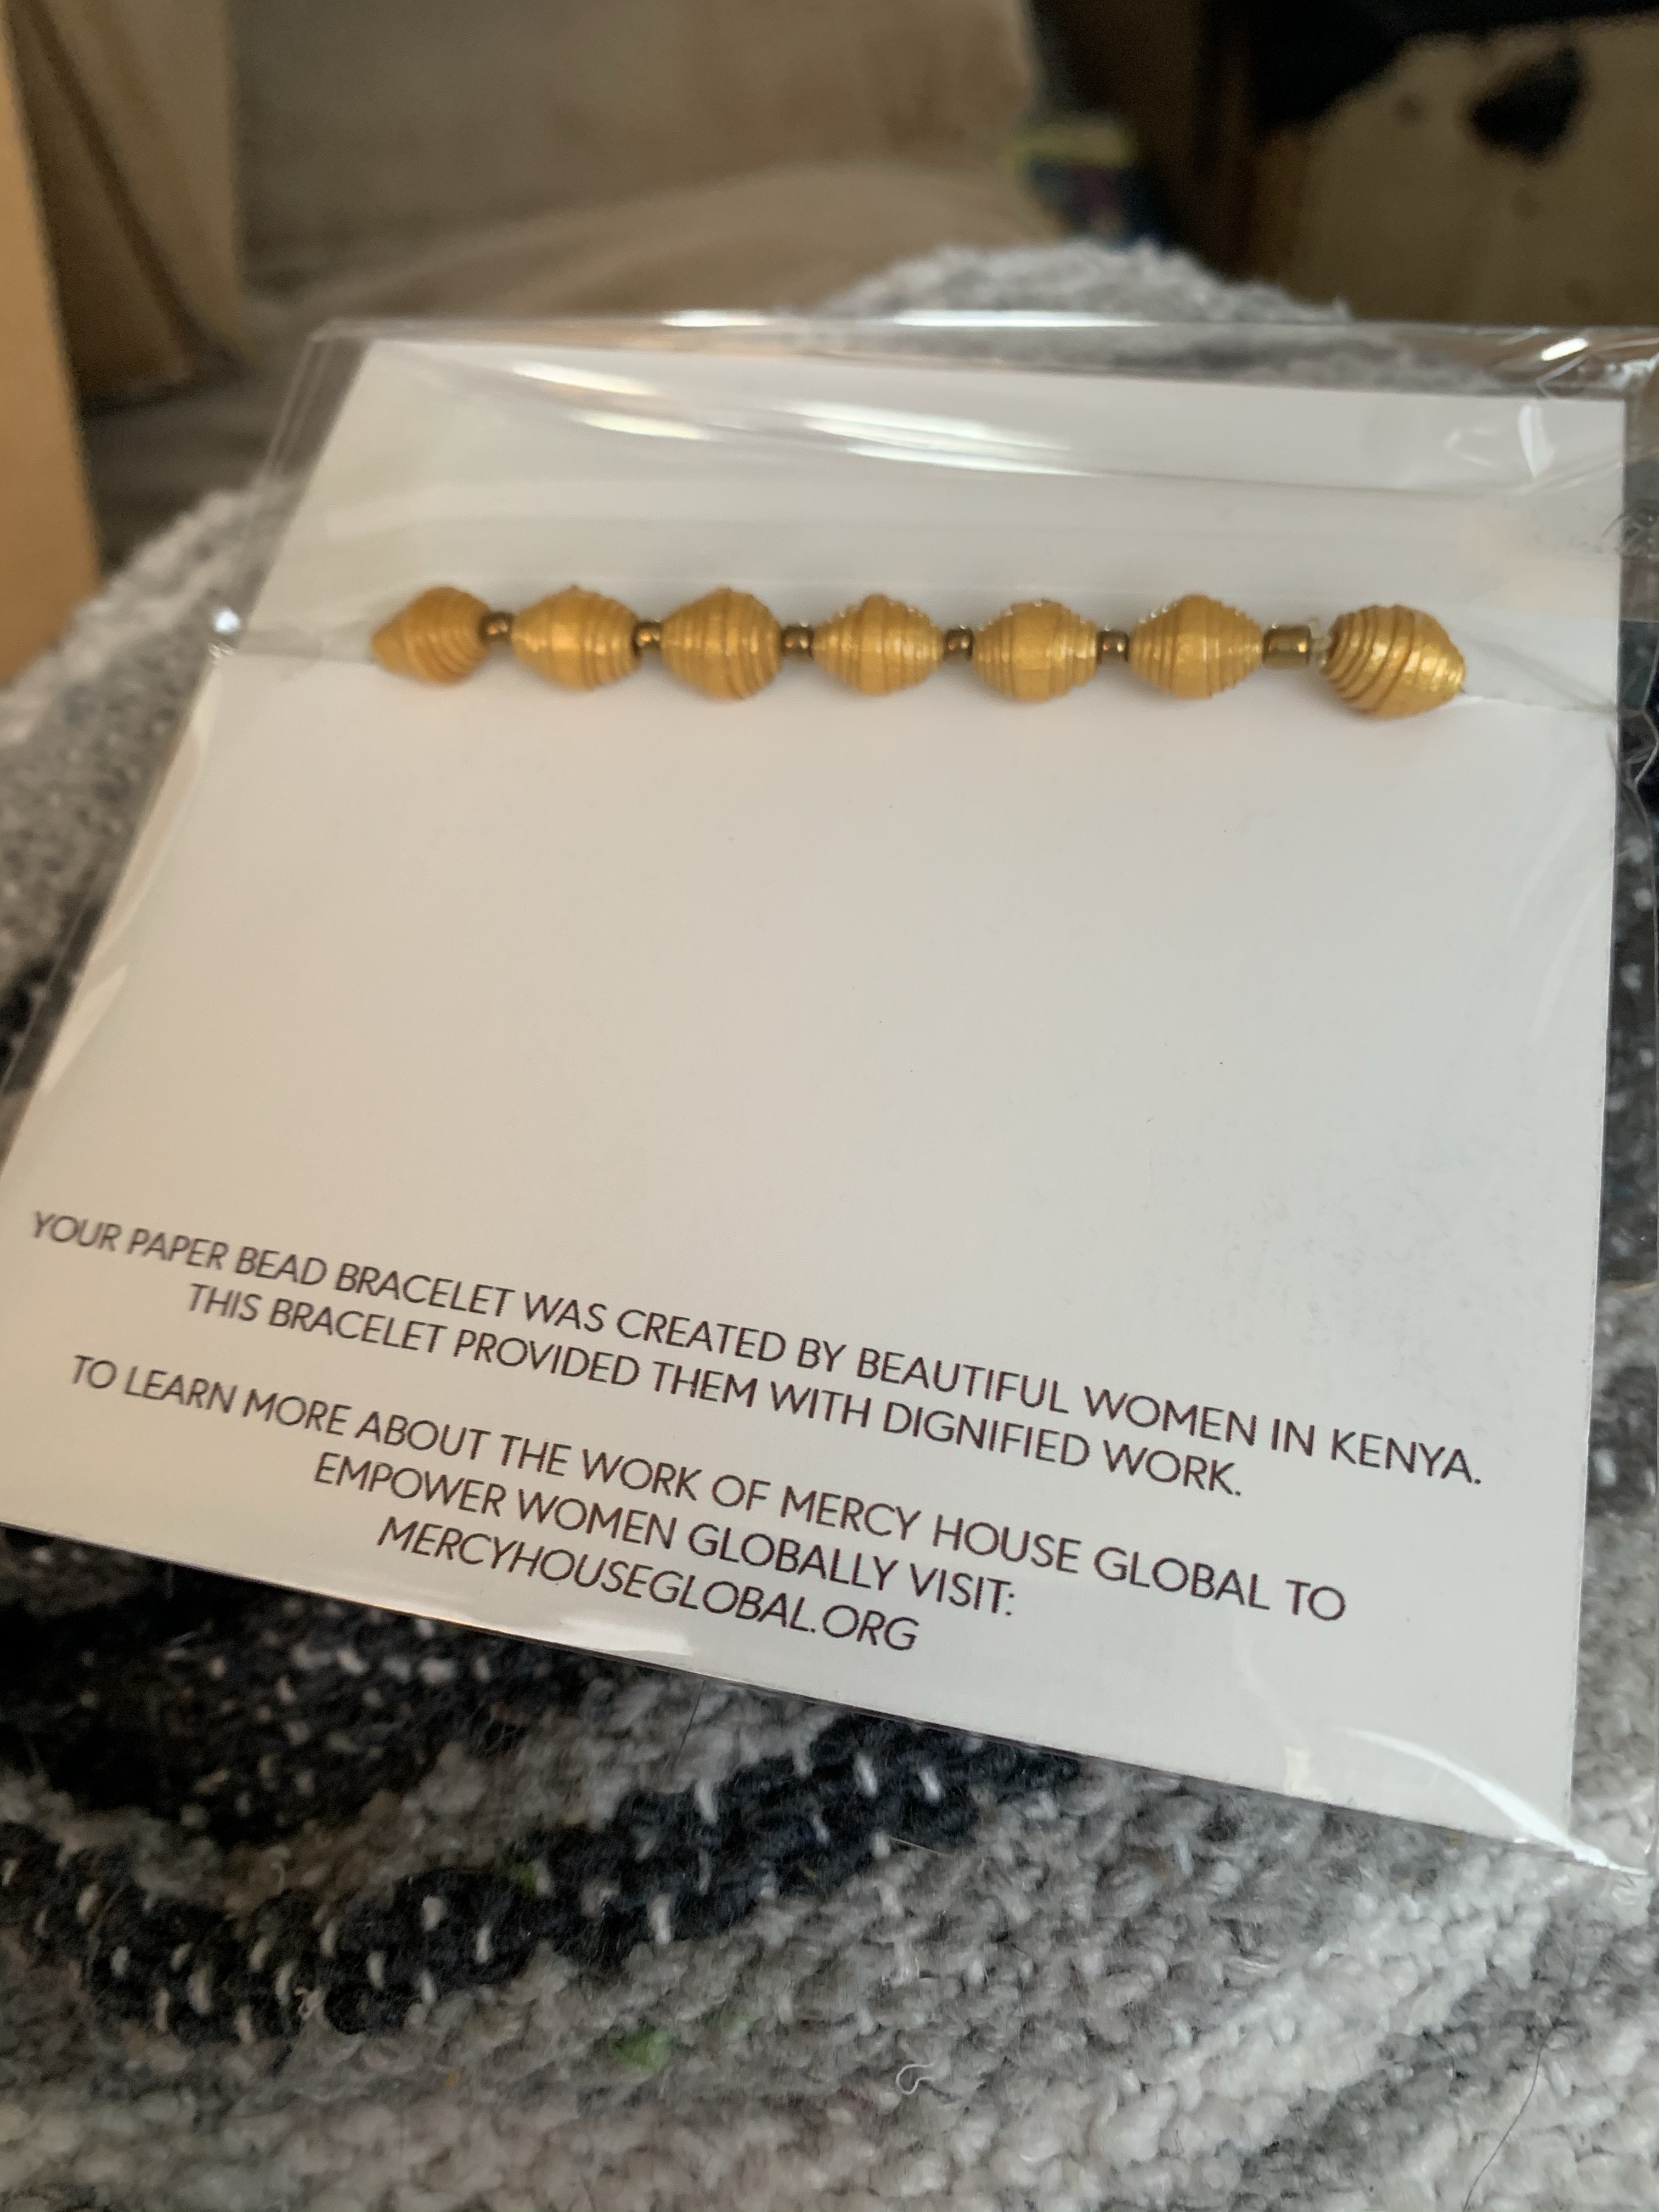 YOUR PAPER BEAD BRACELET WAS CREATED BY BEAUTIFUL WOMEN IN KENYA.
THIS BRACELET PROVIDED THEM WITH DIGNIFIED WORK.
TO LEARN MORE ABOUT THE WORK OF MERCY HOUSE GLOBAL TO
EMPOWER WOMEN GLOBALLY VISIT:
MERCYHOUSEGLOBAL.ORG